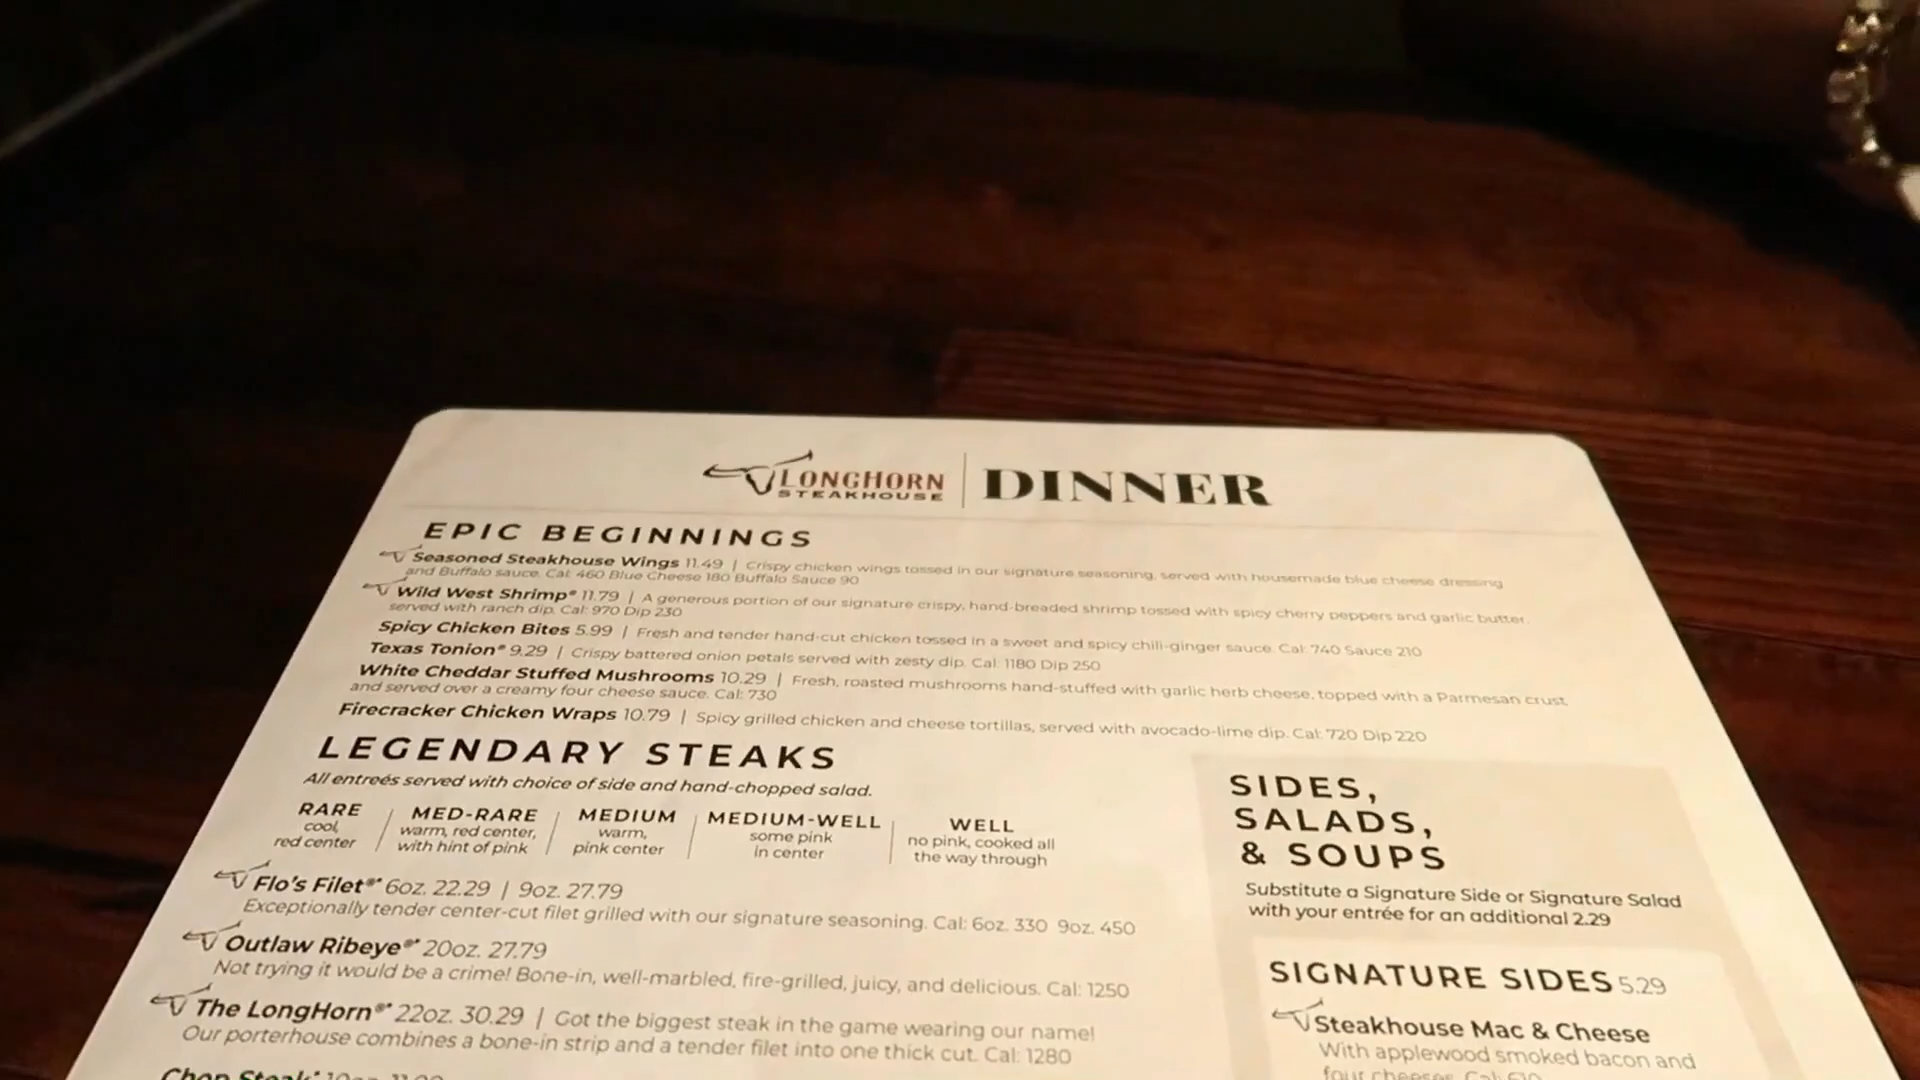 LONGHORN
STEAKHOUSE
DINNER
EPIC BEGINNINGS
Seasoned Steakhouse Wings 11.49 | Crispy chicken wings tossed in our signature seasoning, served with housemade blue cheese dressing
and Buffalo sauce. Cal: 460 Blue Cheese 180 Buffalo Sauce 90
Wild West Shrimp® 11.79 | A generous portion of our signature crispy, hand-breaded shrimp tossed with spicy cherry peppers and garlic butter,
served with ranch dip. Cal: 970 Dip 230
Spicy Chicken Bites 5.99 | Fresh and tender hand-cut chicken tossed in a sweet and spicy chili-ginger sauce. Cal: 740 Sauce 210
Texas Tonion® 9.29 | Crispy battered onion petals served with zesty dip. Cal: 1180 Dip 250
White Cheddar Stuffed Mushrooms 10.29 | Fresh, roasted mushrooms hand-stuffed with garlic herb cheese, topped with a Parmesan crust,
and served over a creamy four cheese sauce. Cal: 730
Firecracker Chicken Wraps 10.79 | Spicy grilled chicken and cheese tortillas, served with avocado-lime dip. Cal: 720 Dip 220
LEGENDARY STEAKS
All entreés served with choice of side and hand-chopped salad.
RARE
cool,
red center
MED-RARE
warm, red center,
with hint of pink
MEDIUM
warm,
pink center
MEDIUM-WELL
some pink
in center
WELL
no pink, cooked all
the way through
Flo's Filet®* 6oz. 22.29 | 9oz. 27.79
Exceptionally tender center-cut filet grilled with our signature seasoning. Cal: 6oz. 330 9oz. 450
Outlaw Ribeye®* 20oz. 27.79
Not trying it would be a crime! Bone-in, well-marbled, fire-grilled, juicy, and delicious. Cal: 1250
The LongHorn®* 22oz. 30.29 | Got the biggest steak in the game wearing our name!
Our porterhouse combines a bone-in strip and a tender filet into one thick cut. Cal: 1280
Chop Steak*
SIDES,
SALADS,
& SOUPS
Substitute a Signature Side or Signature Salad
with your entrée for an additional 2.29
SIGNATURE SIDES 5.29
Steakhouse Mac & Cheese
With applewood smoked bacon and
four cheeses. Cal: 610